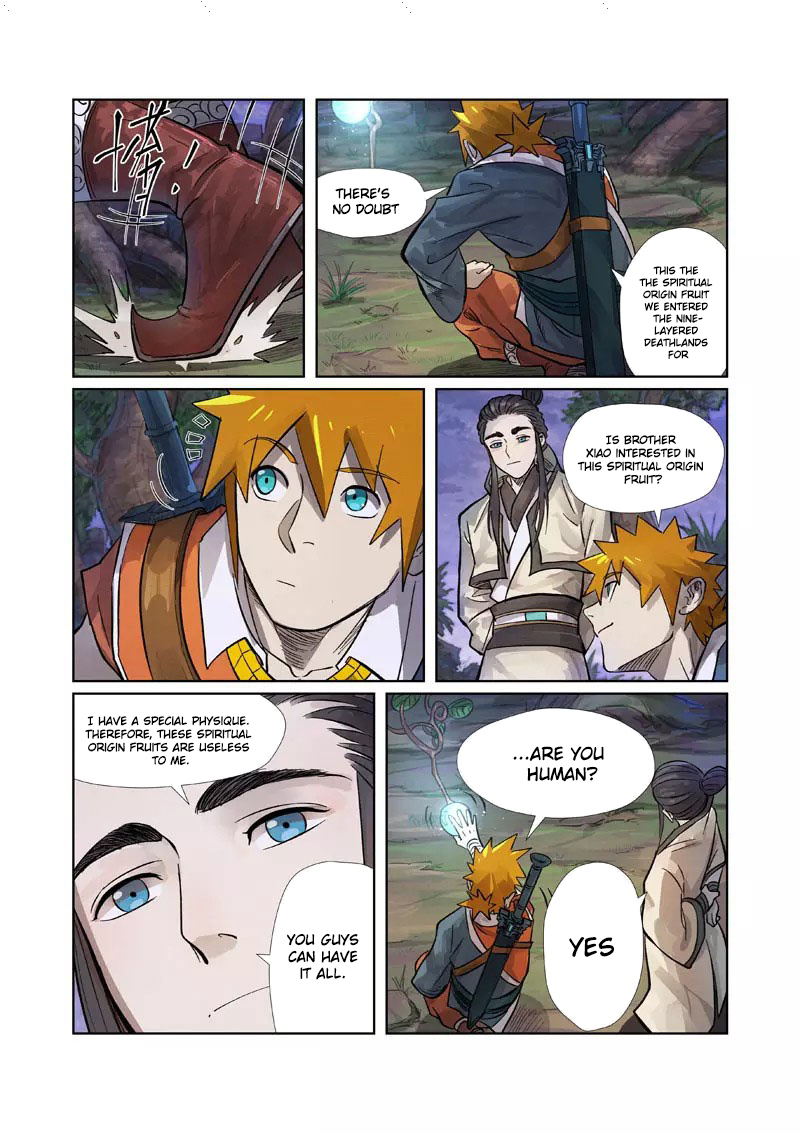 THERE'S
NO DOUBT
THIS THE
THE SPIRITUAL
ORIGIN FRUIT
WE ENTERED
THE NINE-
LAYERED
DEATHLANDS
FOR
IS BROTHER
XIAO INTERESTED IN
THIS SPIRITUAL ORIGIN
FRUIT?
I HAVE A SPECIAL PHYSIQUE.
THEREFORE, THESE SPIRITUAL
ORIGIN FRUITS ARE USELESS
TO ME.
YOU GUYS
CAN HAVE
IT ALL.
...ARE YOU
HUMAN?
YES